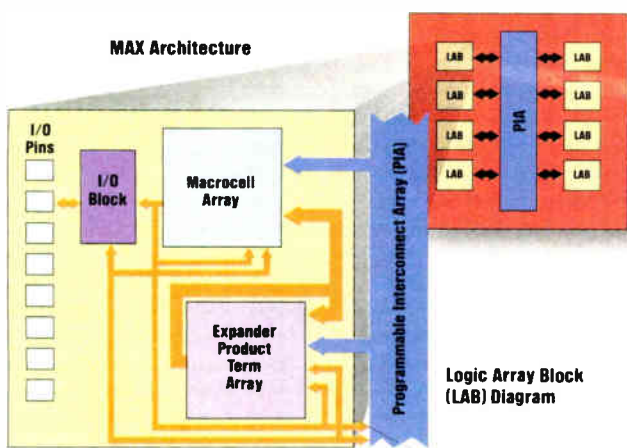 MAX Architecture
LAB
LAB
LAB
LAB
PIA
LAB
LAB
LAB
LAB
I/O
Pins
I/O
Block
Macrocell
Array
Expander
Product
Term
Array
Programmable Interconnect Array (PIA)
Logic Array Block
(LAB) Diagram